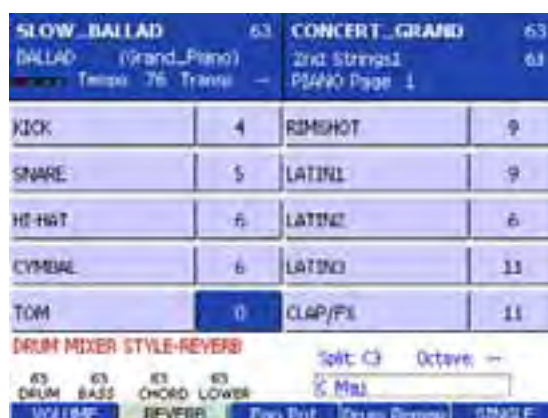 SLOW_BALLAD 63
BALLAD (Grand_Piano)
Tempo 76 Transp --
CONCERT_GRAND 63
2nd Strings1 63
PIANO Page 1
KICK 4 RIMSHOT 9
SNARE 5 LATIN1 9
HI-HAT 6 LATIN2 6
CYMBAL 6 LATIN3 11
TOM 0 CLAP/FX 11
DRUM MIXER STYLE-REVERB
Split C3 Octave --
63 63 63 63
DRUM BASS CHORD LOWER
C Maj
VOLUME REVERB